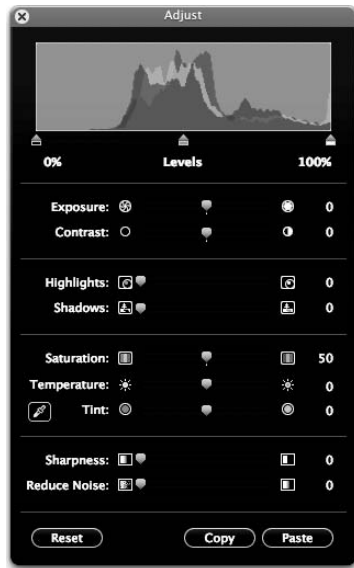 Adjust
0% Levels 100%
Exposure: 0
Contrast: 0
Highlights: 0
Shadows: 0
Saturation: 50
Temperature: 0
Tint: 0
Sharpness: 0
Reduce Noise: 0
Reset Copy Paste